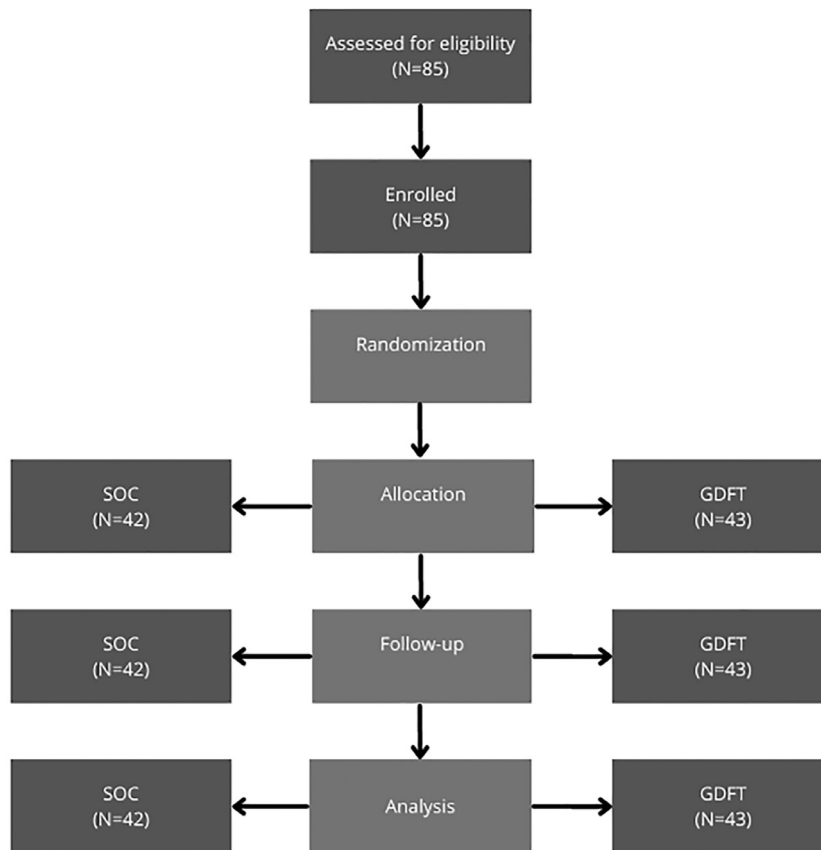 Assessed for eligibility
(N=85)
Enrolled
(N=85)
Randomization
SOC
(N=42)
Allocation
GDFT
(N=43)
SOC
(N=42)
Follow-up
GDFT
(N=43)
SOC
(N=42)
Analysis
GDFT
(N=43)